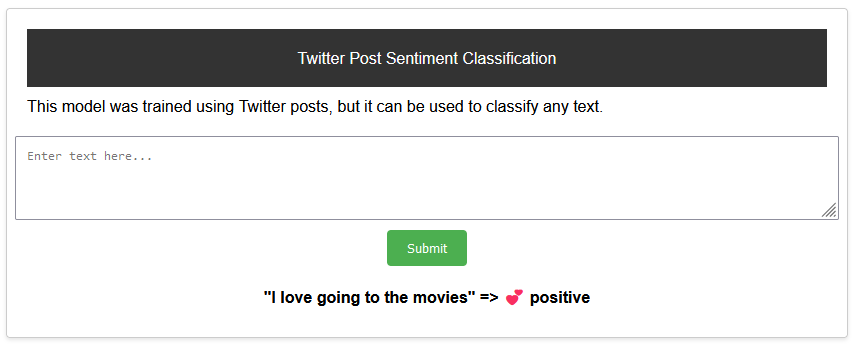 Twitter Post Sentiment Classification
This model was trained using Twitter posts, but it can be used to classify any text.
Enter text here...
Submit
"I love going to the movies" => 💕 positive